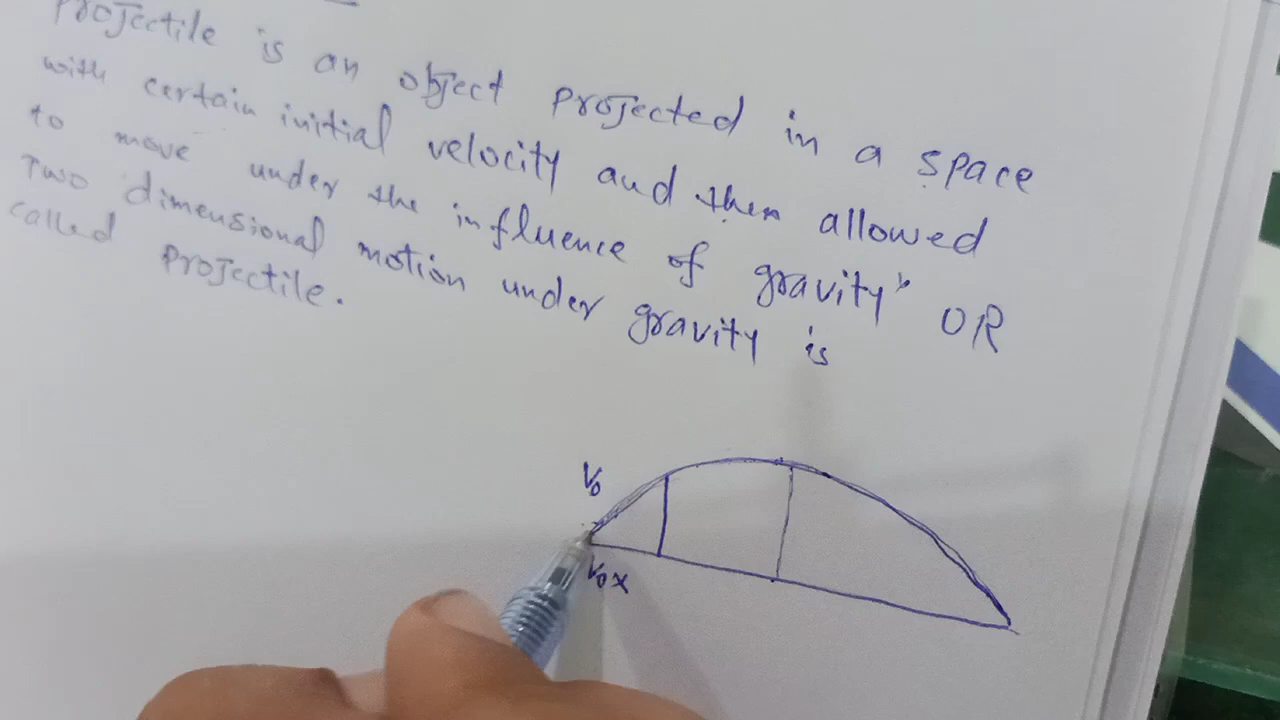 Projectile is an object projected in a space
with certain initial velocity and then allowed
to move under the influence of gravity" OR
Two dimensional motion under gravity is
called projectile.
V₀
V₀x